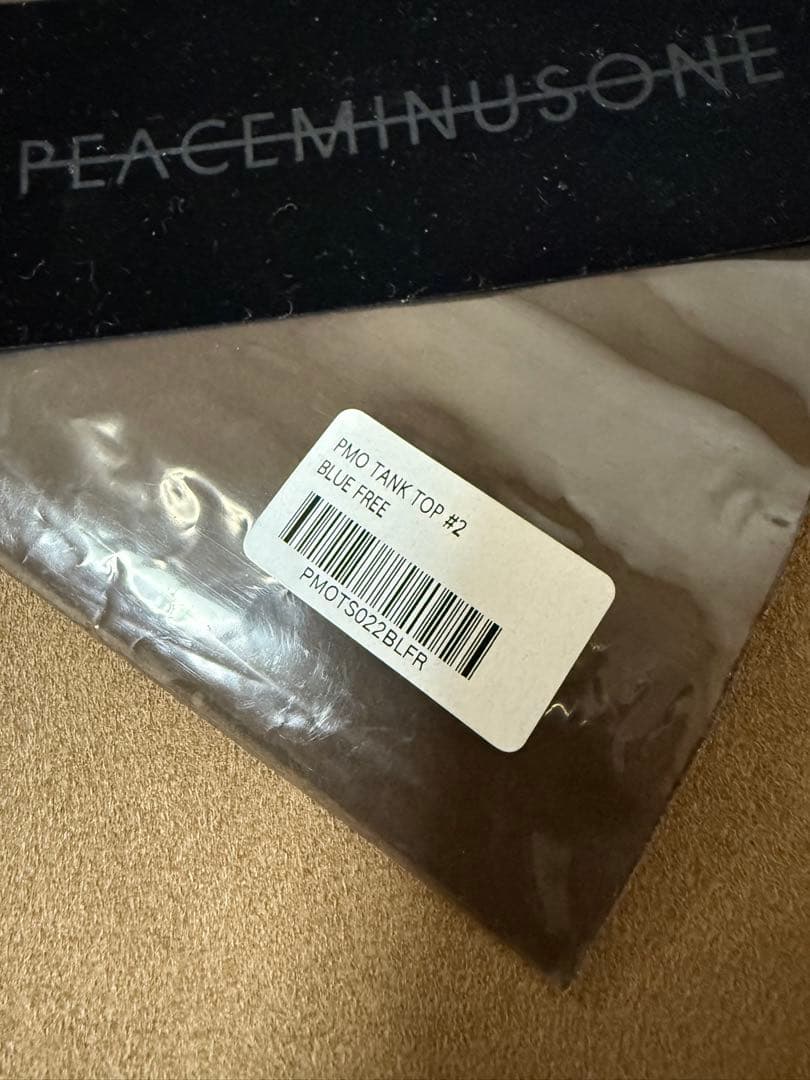 PEACEMINUSONE
PMO TANK TOP #2
BLUE FREE
PMOTS022BLFR